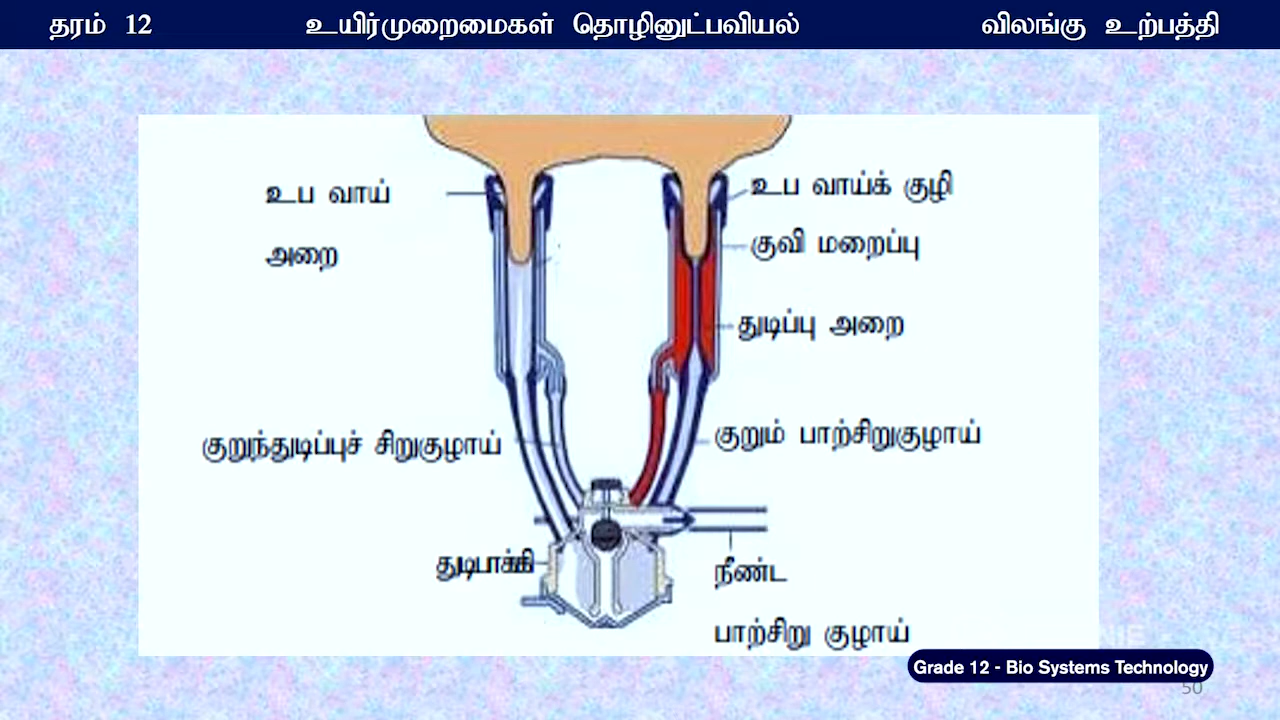 தரம் 12 உயிர்முறைமைகள் தொழினுட்பவியல் விலங்கு உற்பத்தி
உப வாய்
அறை
உப வாய்க் குழி
குவி மறைப்பு
துடிப்பு அறை
குறுந்துடிப்புச் சிறுகுழாய்
குறும் பாற்சிறுகுழாய்
துடிபாக்கி
நீண்ட
பாற்சிறு குழாய்
Grade 12 - Bio Systems Technology
50